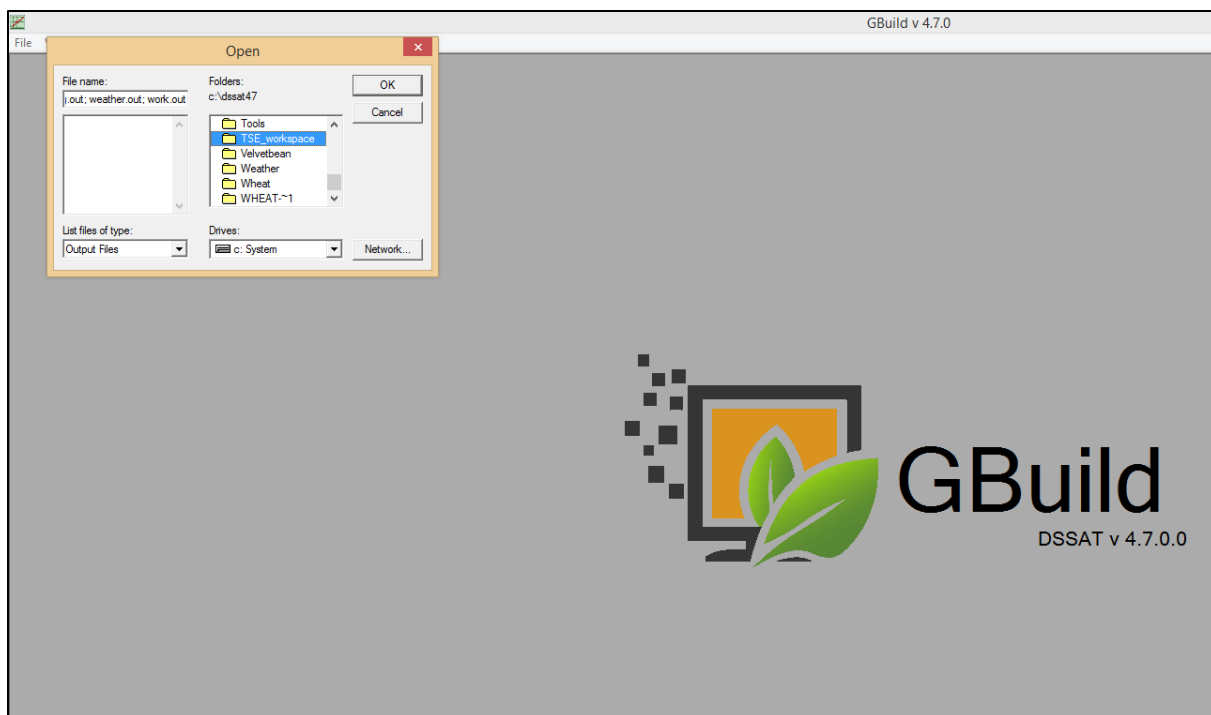 GBuild v 4.7.0
File
Open
File name:
.out; weather.out; work.out
Folders:
c:\dssat47
OK
Cancel
Tools
TSE_workspace
Velvetbean
Weather
Wheat
WHEAT-~1
List files of type:
Output Files
Drives:
c: System
Network...
GBuild
DSSAT v 4.7.0.0